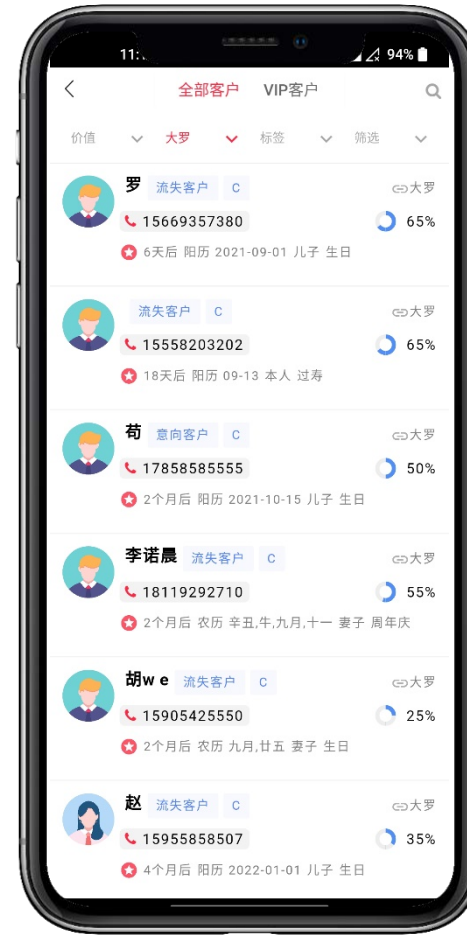 11:
94%
全部客户 VIP客户
价值 大罗 标签 筛选
罗 流失客户 C 大罗
15669357380 65%
6天后 阳历 2021-09-01 儿子 生日
流失客户 C 大罗
15558203202 65%
18天后 阳历 09-13 本人 过寿
苟 意向客户 C 大罗
17858585555 50%
2个月后 阳历 2021-10-15 儿子 生日
李诺晨 流失客户 C 大罗
18119292710 55%
2个月后 农历 辛丑,牛,九月,十一 妻子 周年庆
胡w e 流失客户 C 大罗
15905425550 25%
2个月后 农历 九月,廿五 妻子 生日
赵 流失客户 C 大罗
15955858507 35%
4个月后 阳历 2022-01-01 儿子 生日